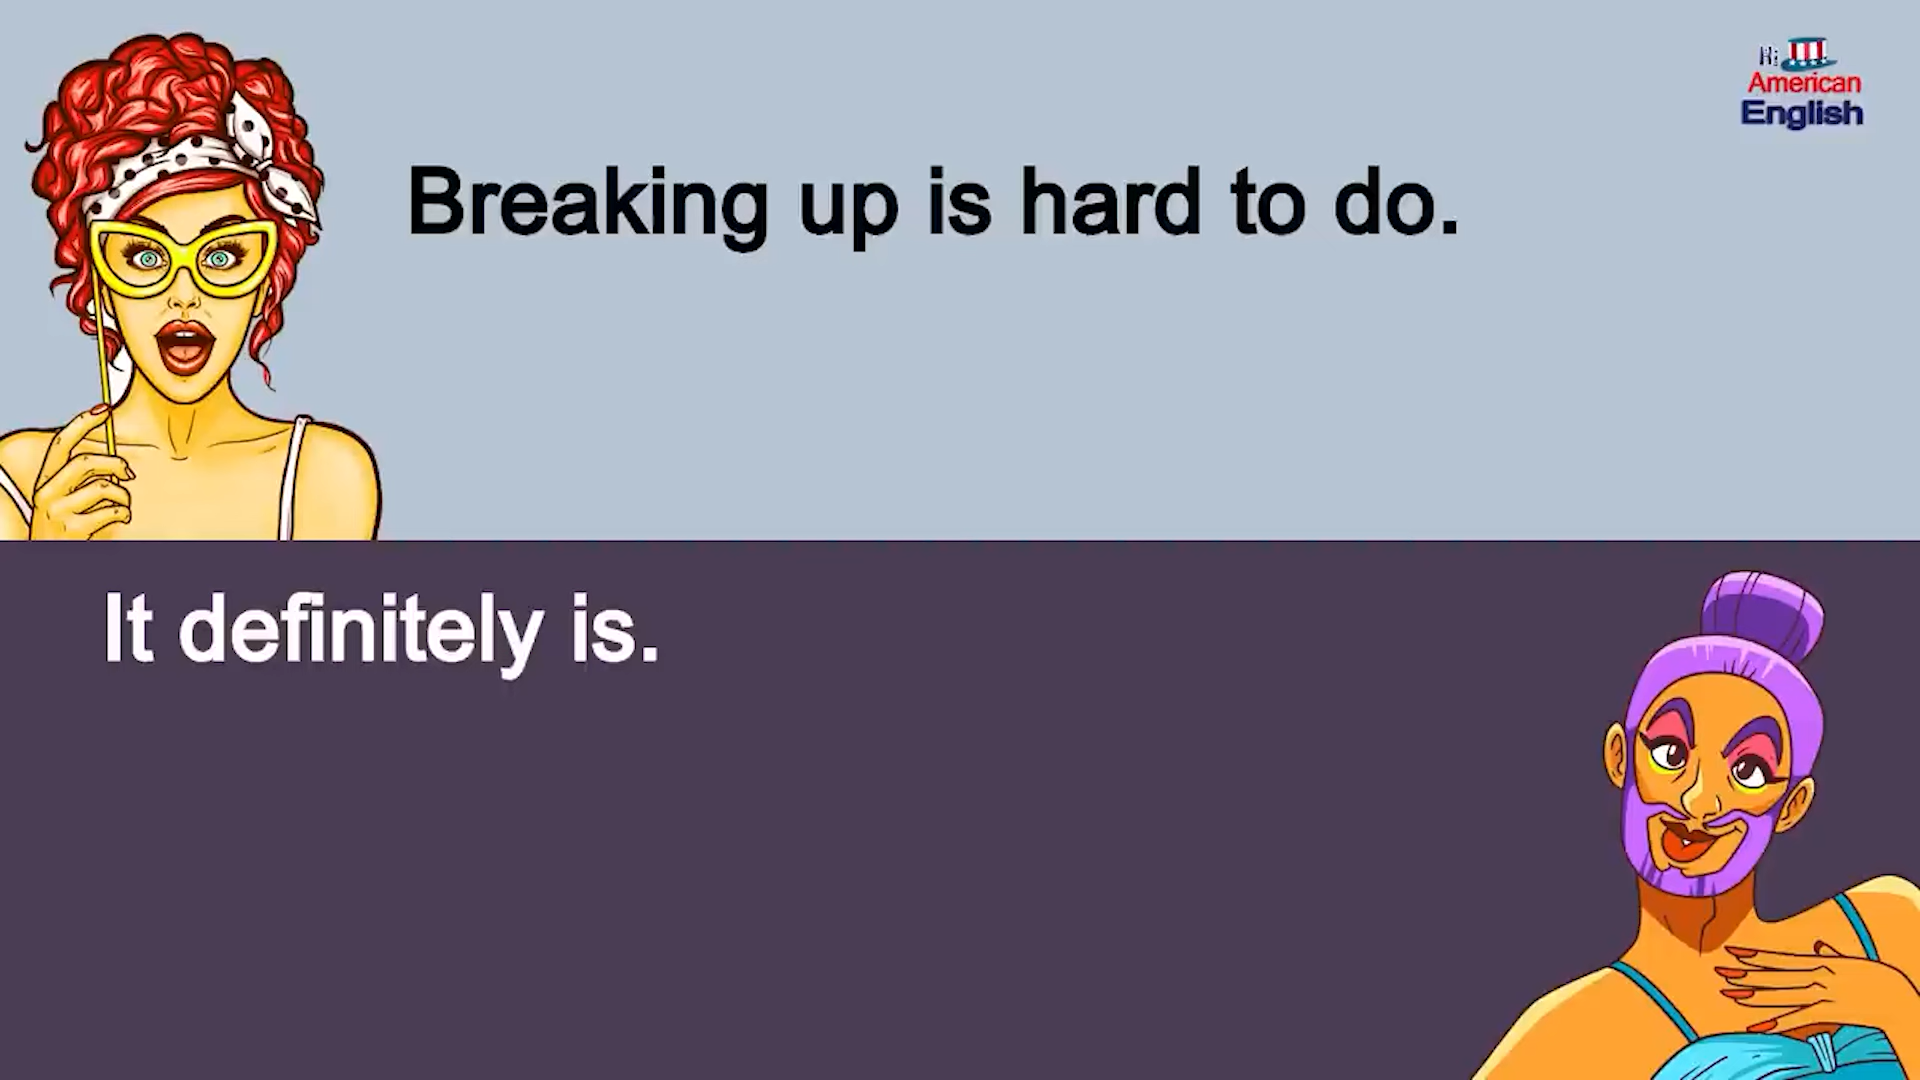 Hi
American
English
Breaking up is hard to do.
It definitely is.